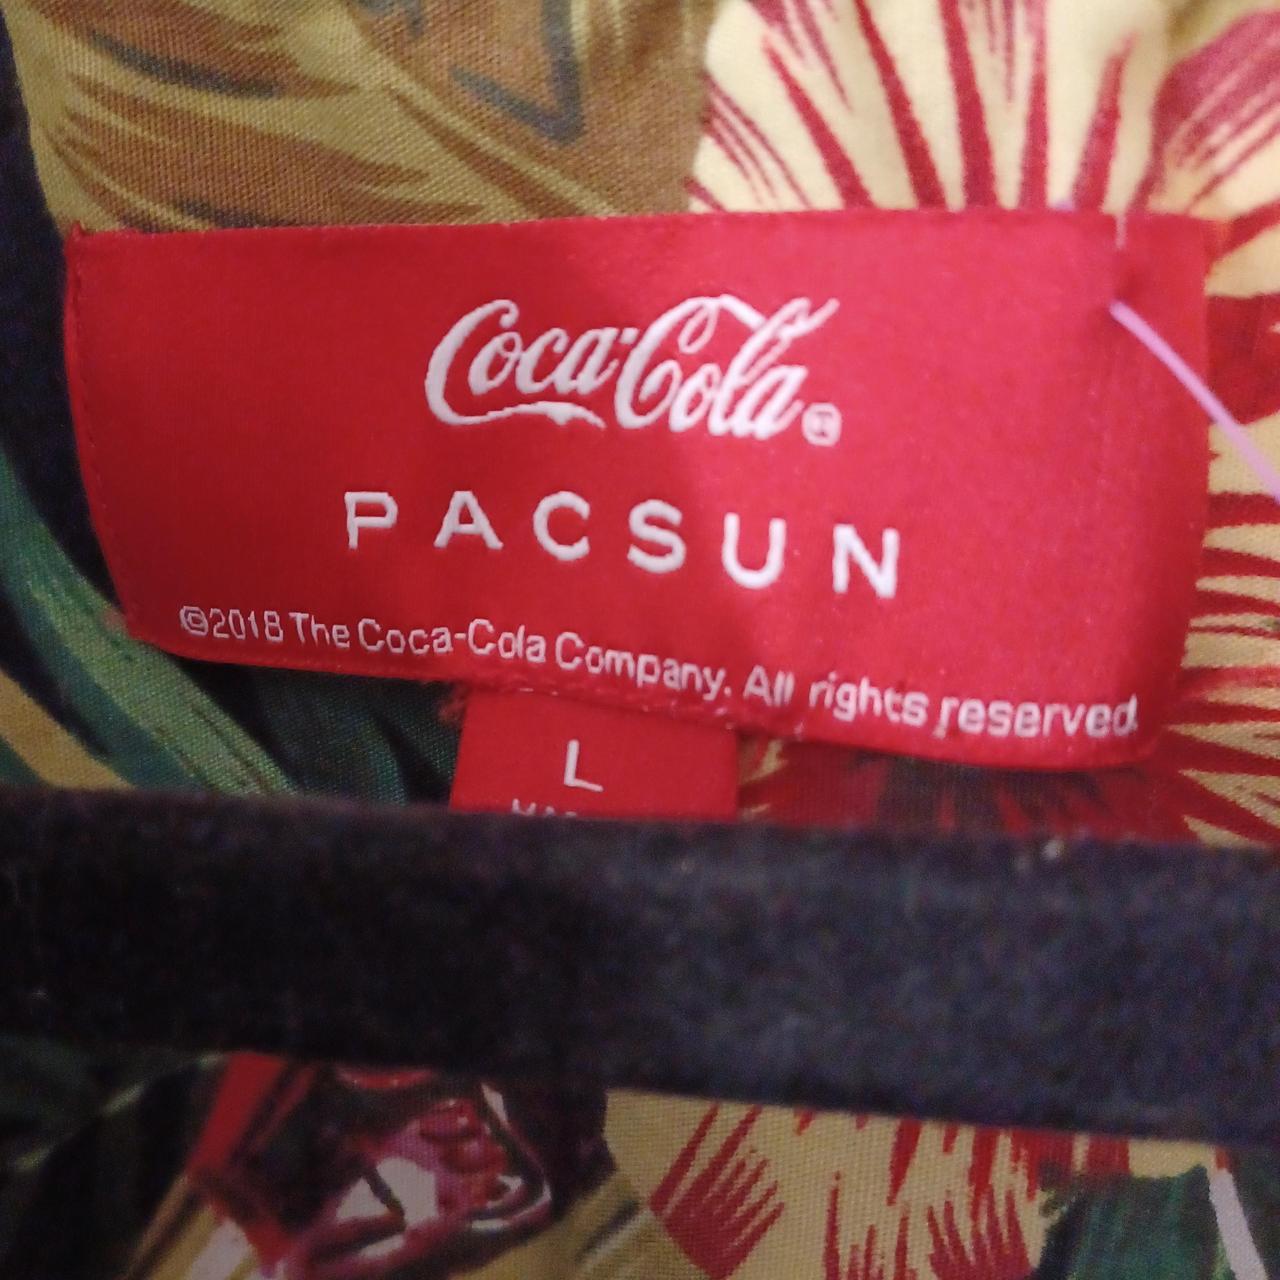 Coca-Cola®
PACSUN
©2018 The Coca-Cola Company. All rights reserved.
L